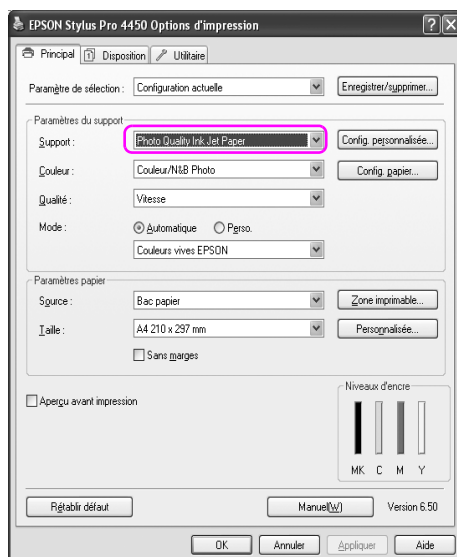 EPSON Stylus Pro 4450 Options d'impression
Principal Disposition Utilitaire
Paramètre de sélection : Configuration actuelle Enregistrer/supprimer...
Paramètres du support
Support : Photo Quality Ink Jet Paper Config. personnalisée...
Couleur : Couleur/N&B Photo Config. papier...
Qualité : Vitesse
Mode : Automatique Perso.
Couleurs vives EPSON
Paramètres papier
Source : Bac papier Zone imprimable...
Taille : A4 210 x 297 mm Personnalisée...
Sans marges
Niveaux d'encre
Aperçu avant impression
MK C M Y
Rétablir défaut Manuel(W) Version 6.50
OK Annuler Appliquer Aide